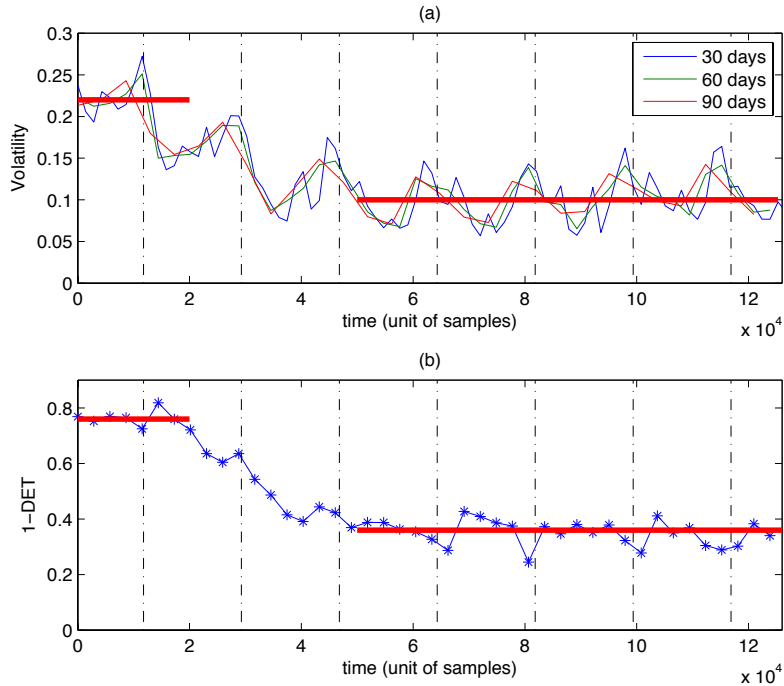 (a)
0.3
0.25
0.2
0.15
0.1
0.05
0
Volatility
30 days
60 days
90 days
0 2 4 6 8 10 12
x 10^4
time (unit of samples)
(b)
0.8
0.6
0.4
0.2
0
1−DET
0 2 4 6 8 10 12
x 10^4
time (unit of samples)